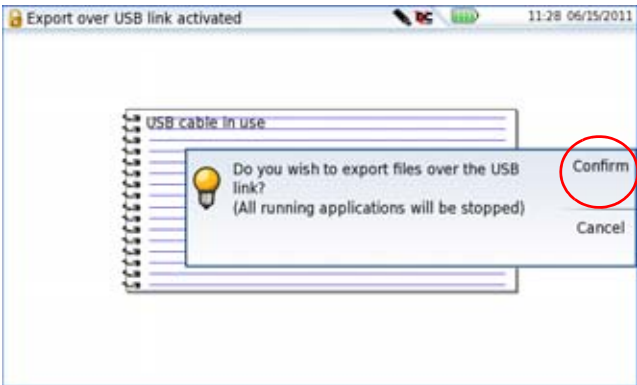 Export over USB link activated
11:28 06/15/2011
USB cable in use
Do you wish to export files over the USB
link?
(All running applications will be stopped)
Confirm
Cancel